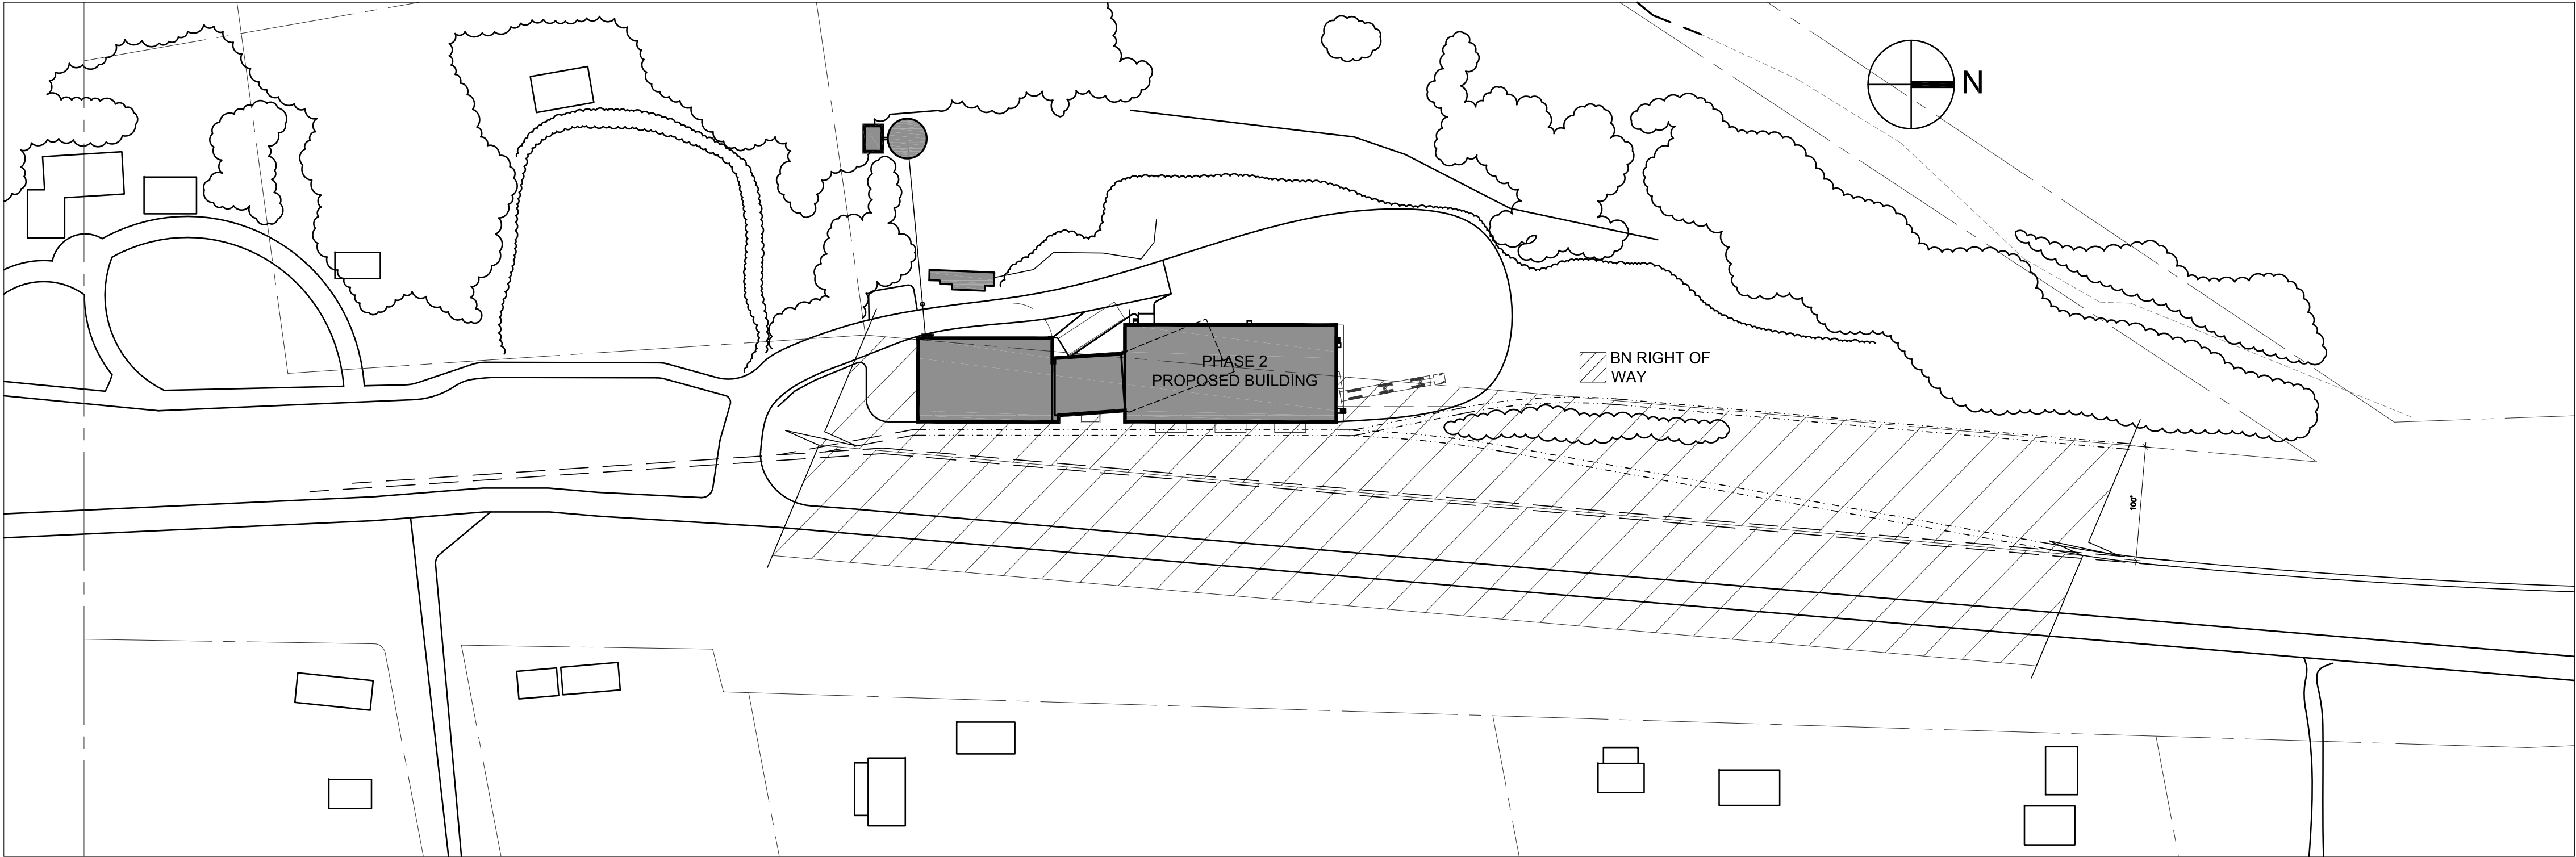 N
PHASE 2
PROPOSED BUILDING
BN RIGHT OF
WAY
100'